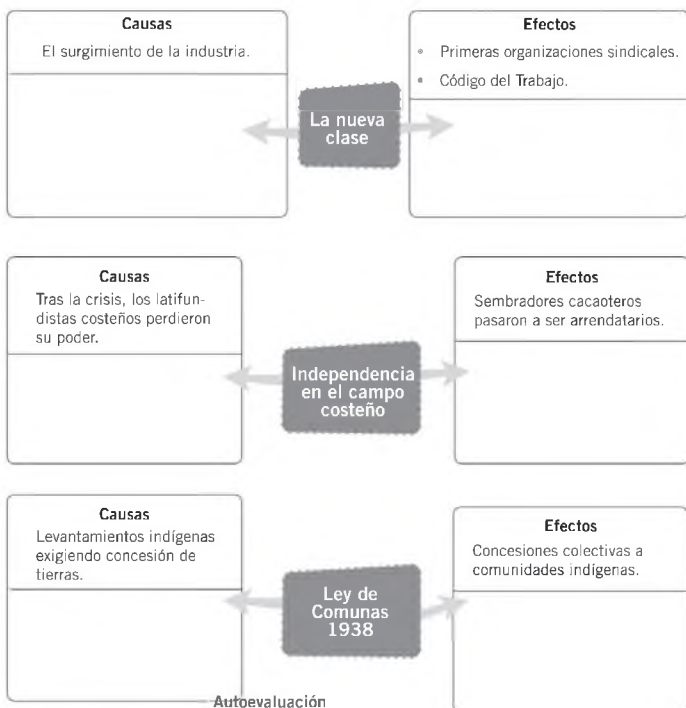 Causas
El surgimiento de la industria.
La nueva
clase
Efectos
• Primeras organizaciones sindicales.
• Código del Trabajo.
Causas
Tras la crisis, los latifun-
distas costeños perdieron
su poder.
Independencia
en el campo
costeño
Efectos
Sembradores cacaoteros
pasaron a ser arrendatarios.
Causas
Levantamientos indígenas
exigiendo concesión de
tierras.
Ley de
Comunas
1938
Efectos
Concesiones colectivas a
comunidades indígenas.
Autoevaluación